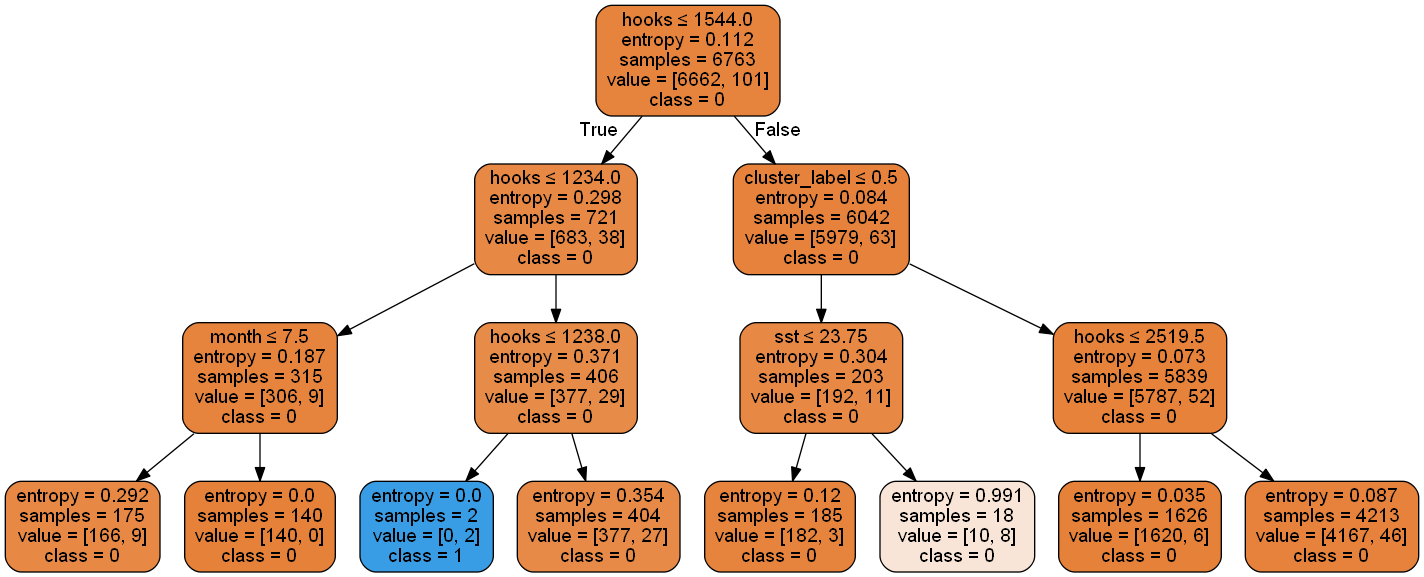 hooks ≤ 1544.0
entropy = 0.112
samples = 6763
value = [6662, 101]
class = 0
True
False
hooks ≤ 1234.0
entropy = 0.298
samples = 721
value = [683, 38]
class = 0
cluster_label ≤ 0.5
entropy = 0.084
samples = 6042
value = [5979, 63]
class = 0
month ≤ 7.5
entropy = 0.187
samples = 315
value = [306, 9]
class = 0
hooks ≤ 1238.0
entropy = 0.371
samples = 406
value = [377, 29]
class = 0
sst ≤ 23.75
entropy = 0.304
samples = 203
value = [192, 11]
class = 0
hooks ≤ 2519.5
entropy = 0.073
samples = 5839
value = [5787, 52]
class = 0
entropy = 0.292
samples = 175
value = [166, 9]
class = 0
entropy = 0.0
samples = 140
value = [140, 0]
class = 0
entropy = 0.0
samples = 2
value = [0, 2]
class = 1
entropy = 0.354
samples = 404
value = [377, 27]
class = 0
entropy = 0.12
samples = 185
value = [182, 3]
class = 0
entropy = 0.991
samples = 18
value = [10, 8]
class = 0
entropy = 0.035
samples = 1626
value = [1620, 6]
class = 0
entropy = 0.087
samples = 4213
value = [4167, 46]
class = 0